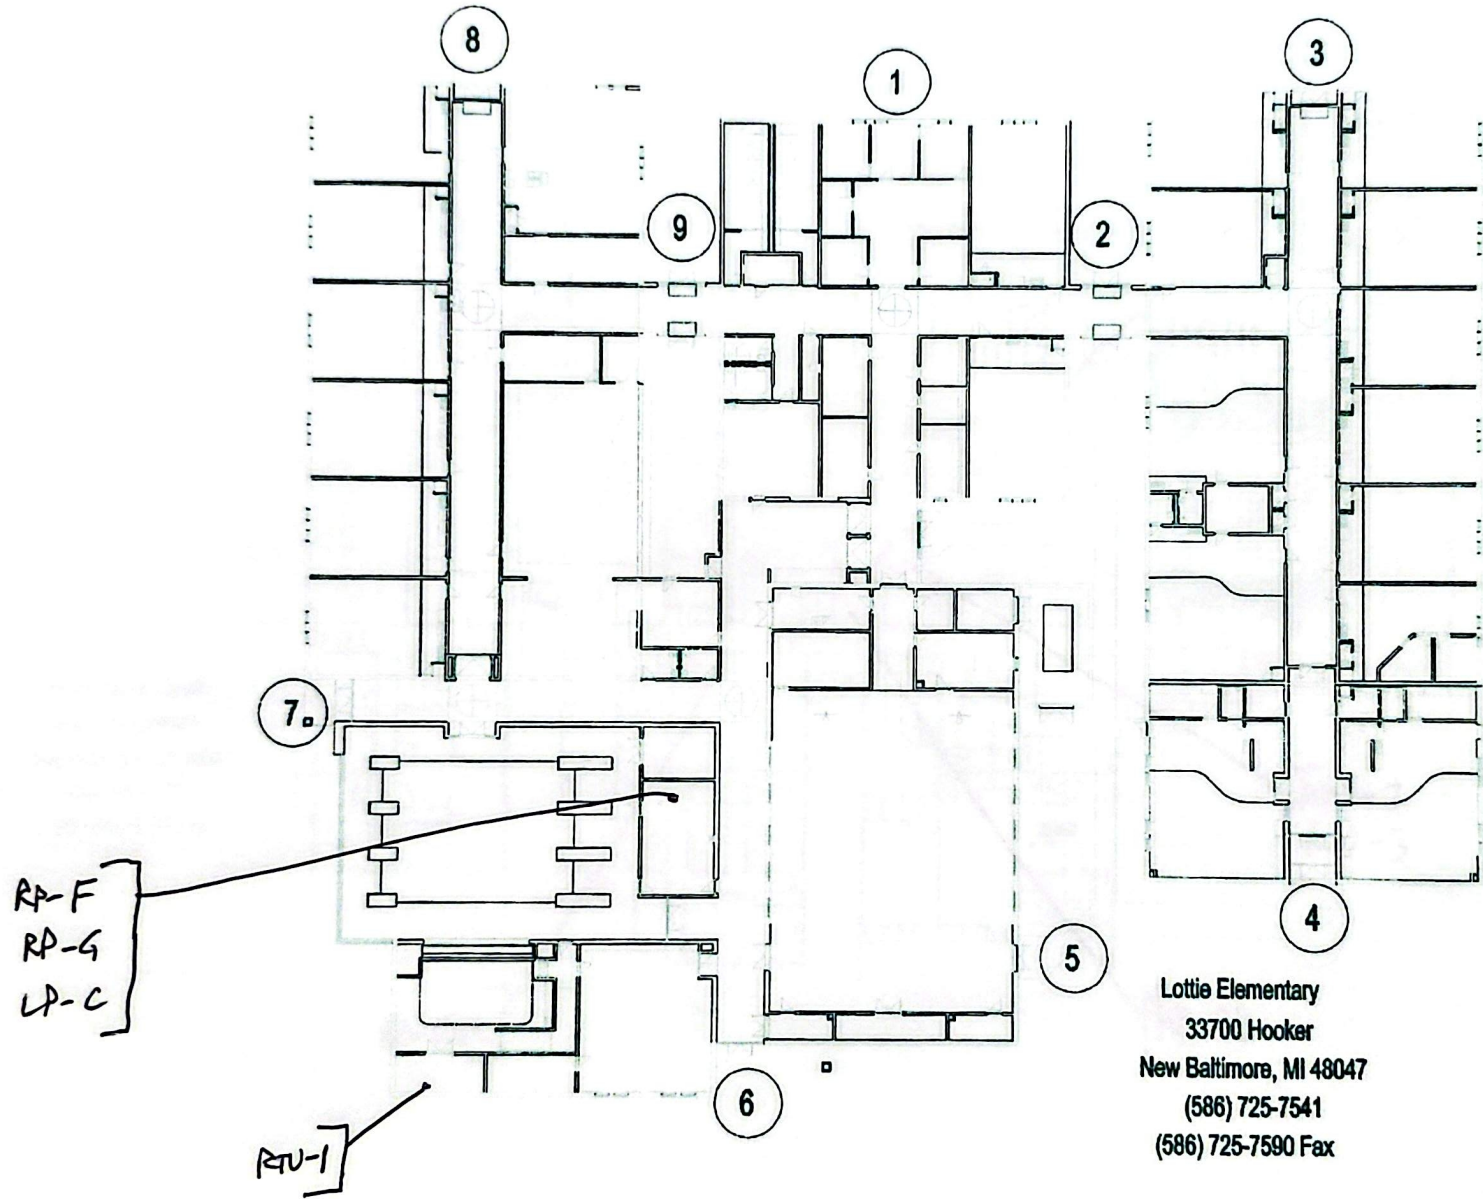 8
3
1
9
2
7
RP-F
RP-G
LP-C
4
5
Lottie Elementary
33700 Hooker
New Baltimore, MI 48047
(586) 725-7541
(586) 725-7590 Fax
6
RTU-1